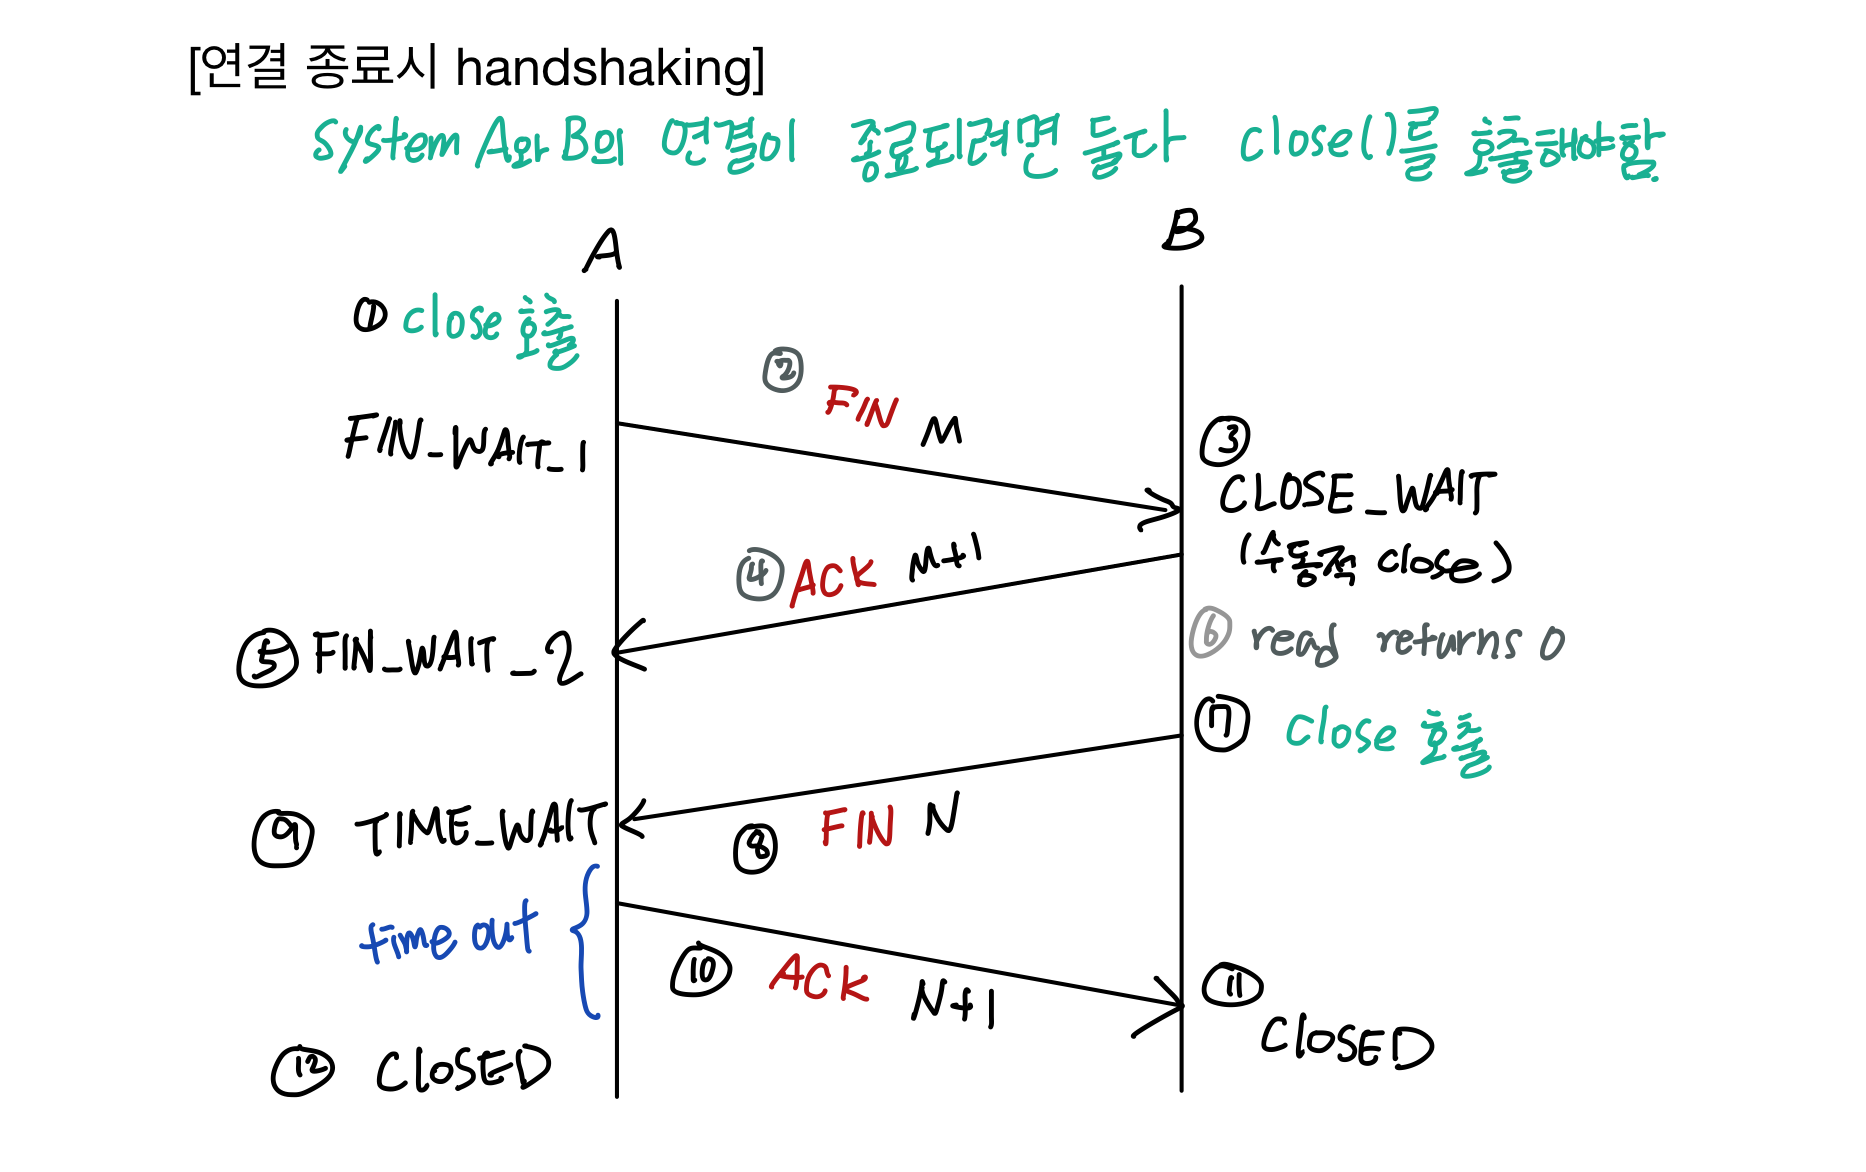 [연결 종료시 handshaking]
System A와 B의 연결이 종료되려면 둘다 close()를 호출해야함.
A
B
① close 호출
② FIN M
FIN_WAIT_1
③
CLOSE_WAIT
(수동적 close)
④ ACK M+1
⑤ FIN_WAIT_2
⑥ read returns 0
⑦ close 호출
⑧ FIN N
⑨ TIME_WAIT
time out
⑩ ACK N+1
⑪
CLOSED
⑫ CLOSED